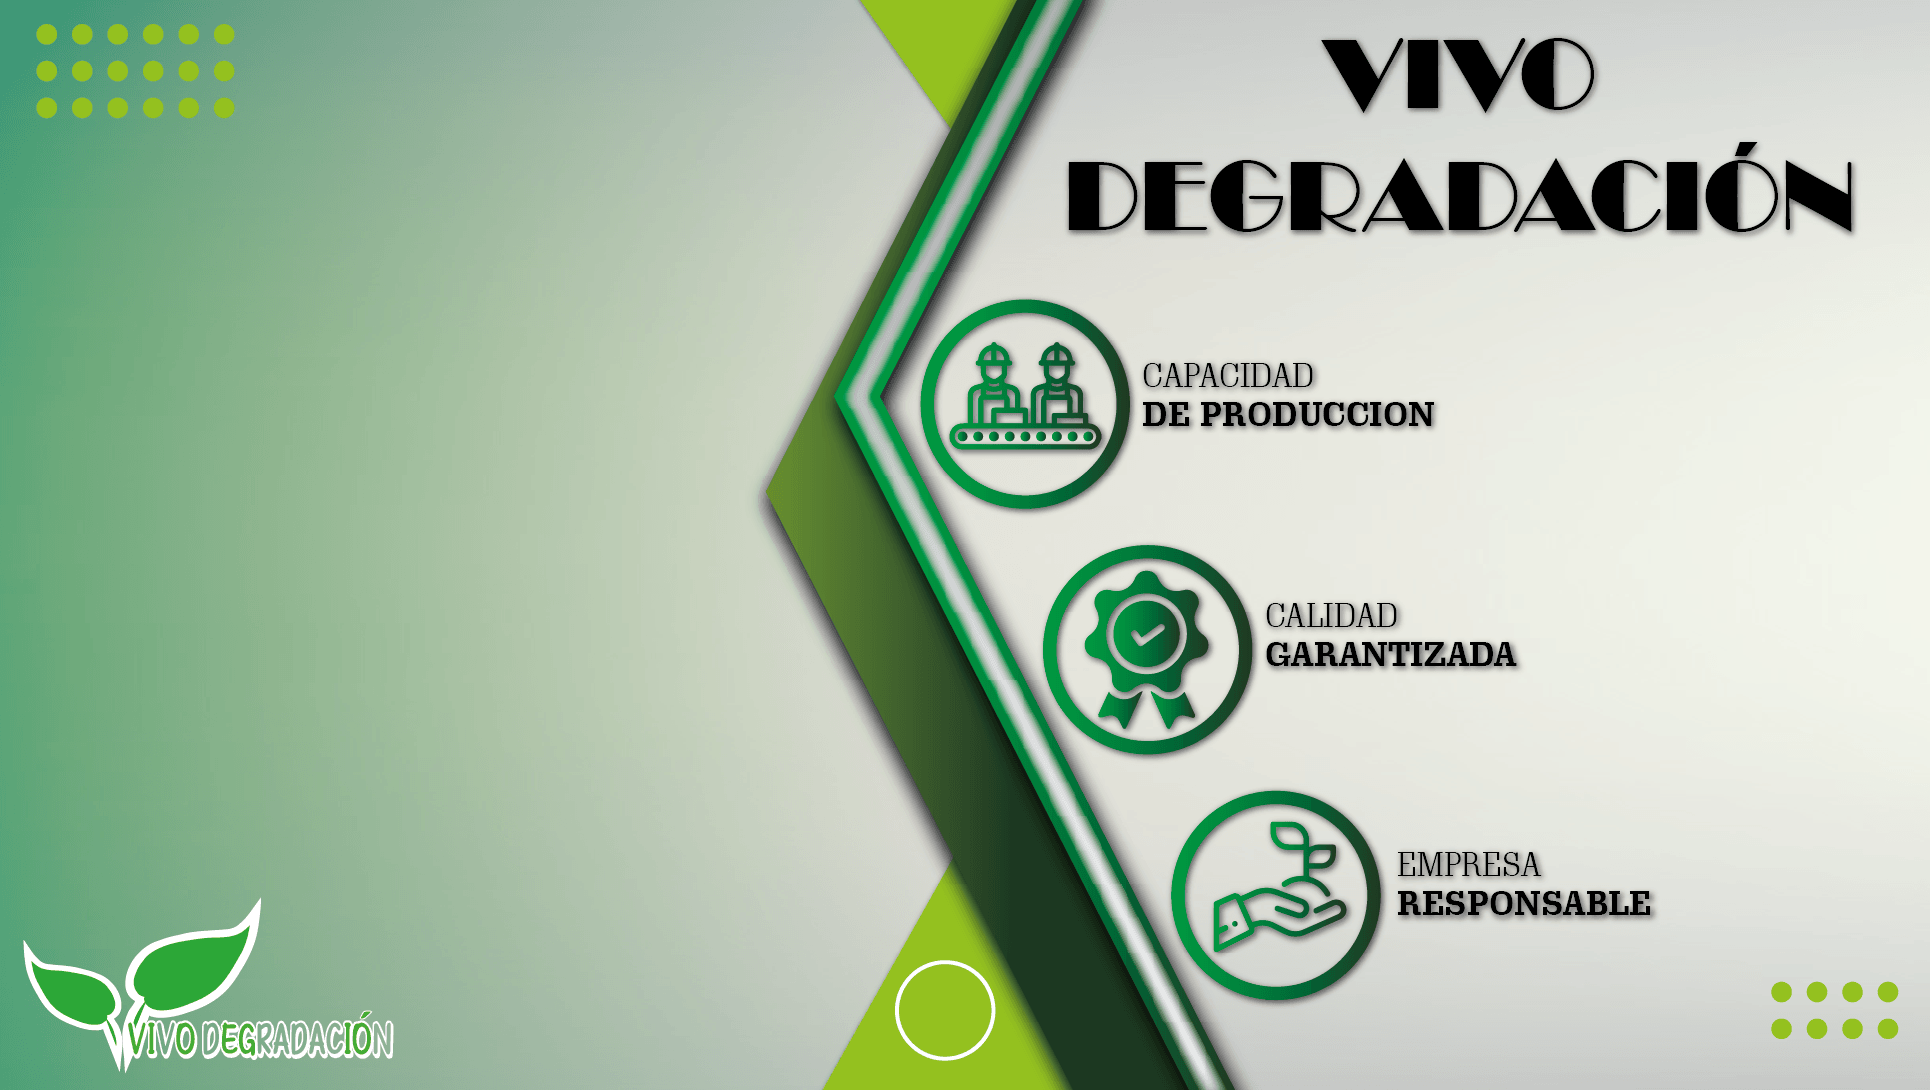 VIVO
DEGRADACIÓN
CAPACIDAD
DE PRODUCCION
CALIDAD
GARANTIZADA
EMPRESA
RESPONSABLE
VIVO DEGRADACIÓN